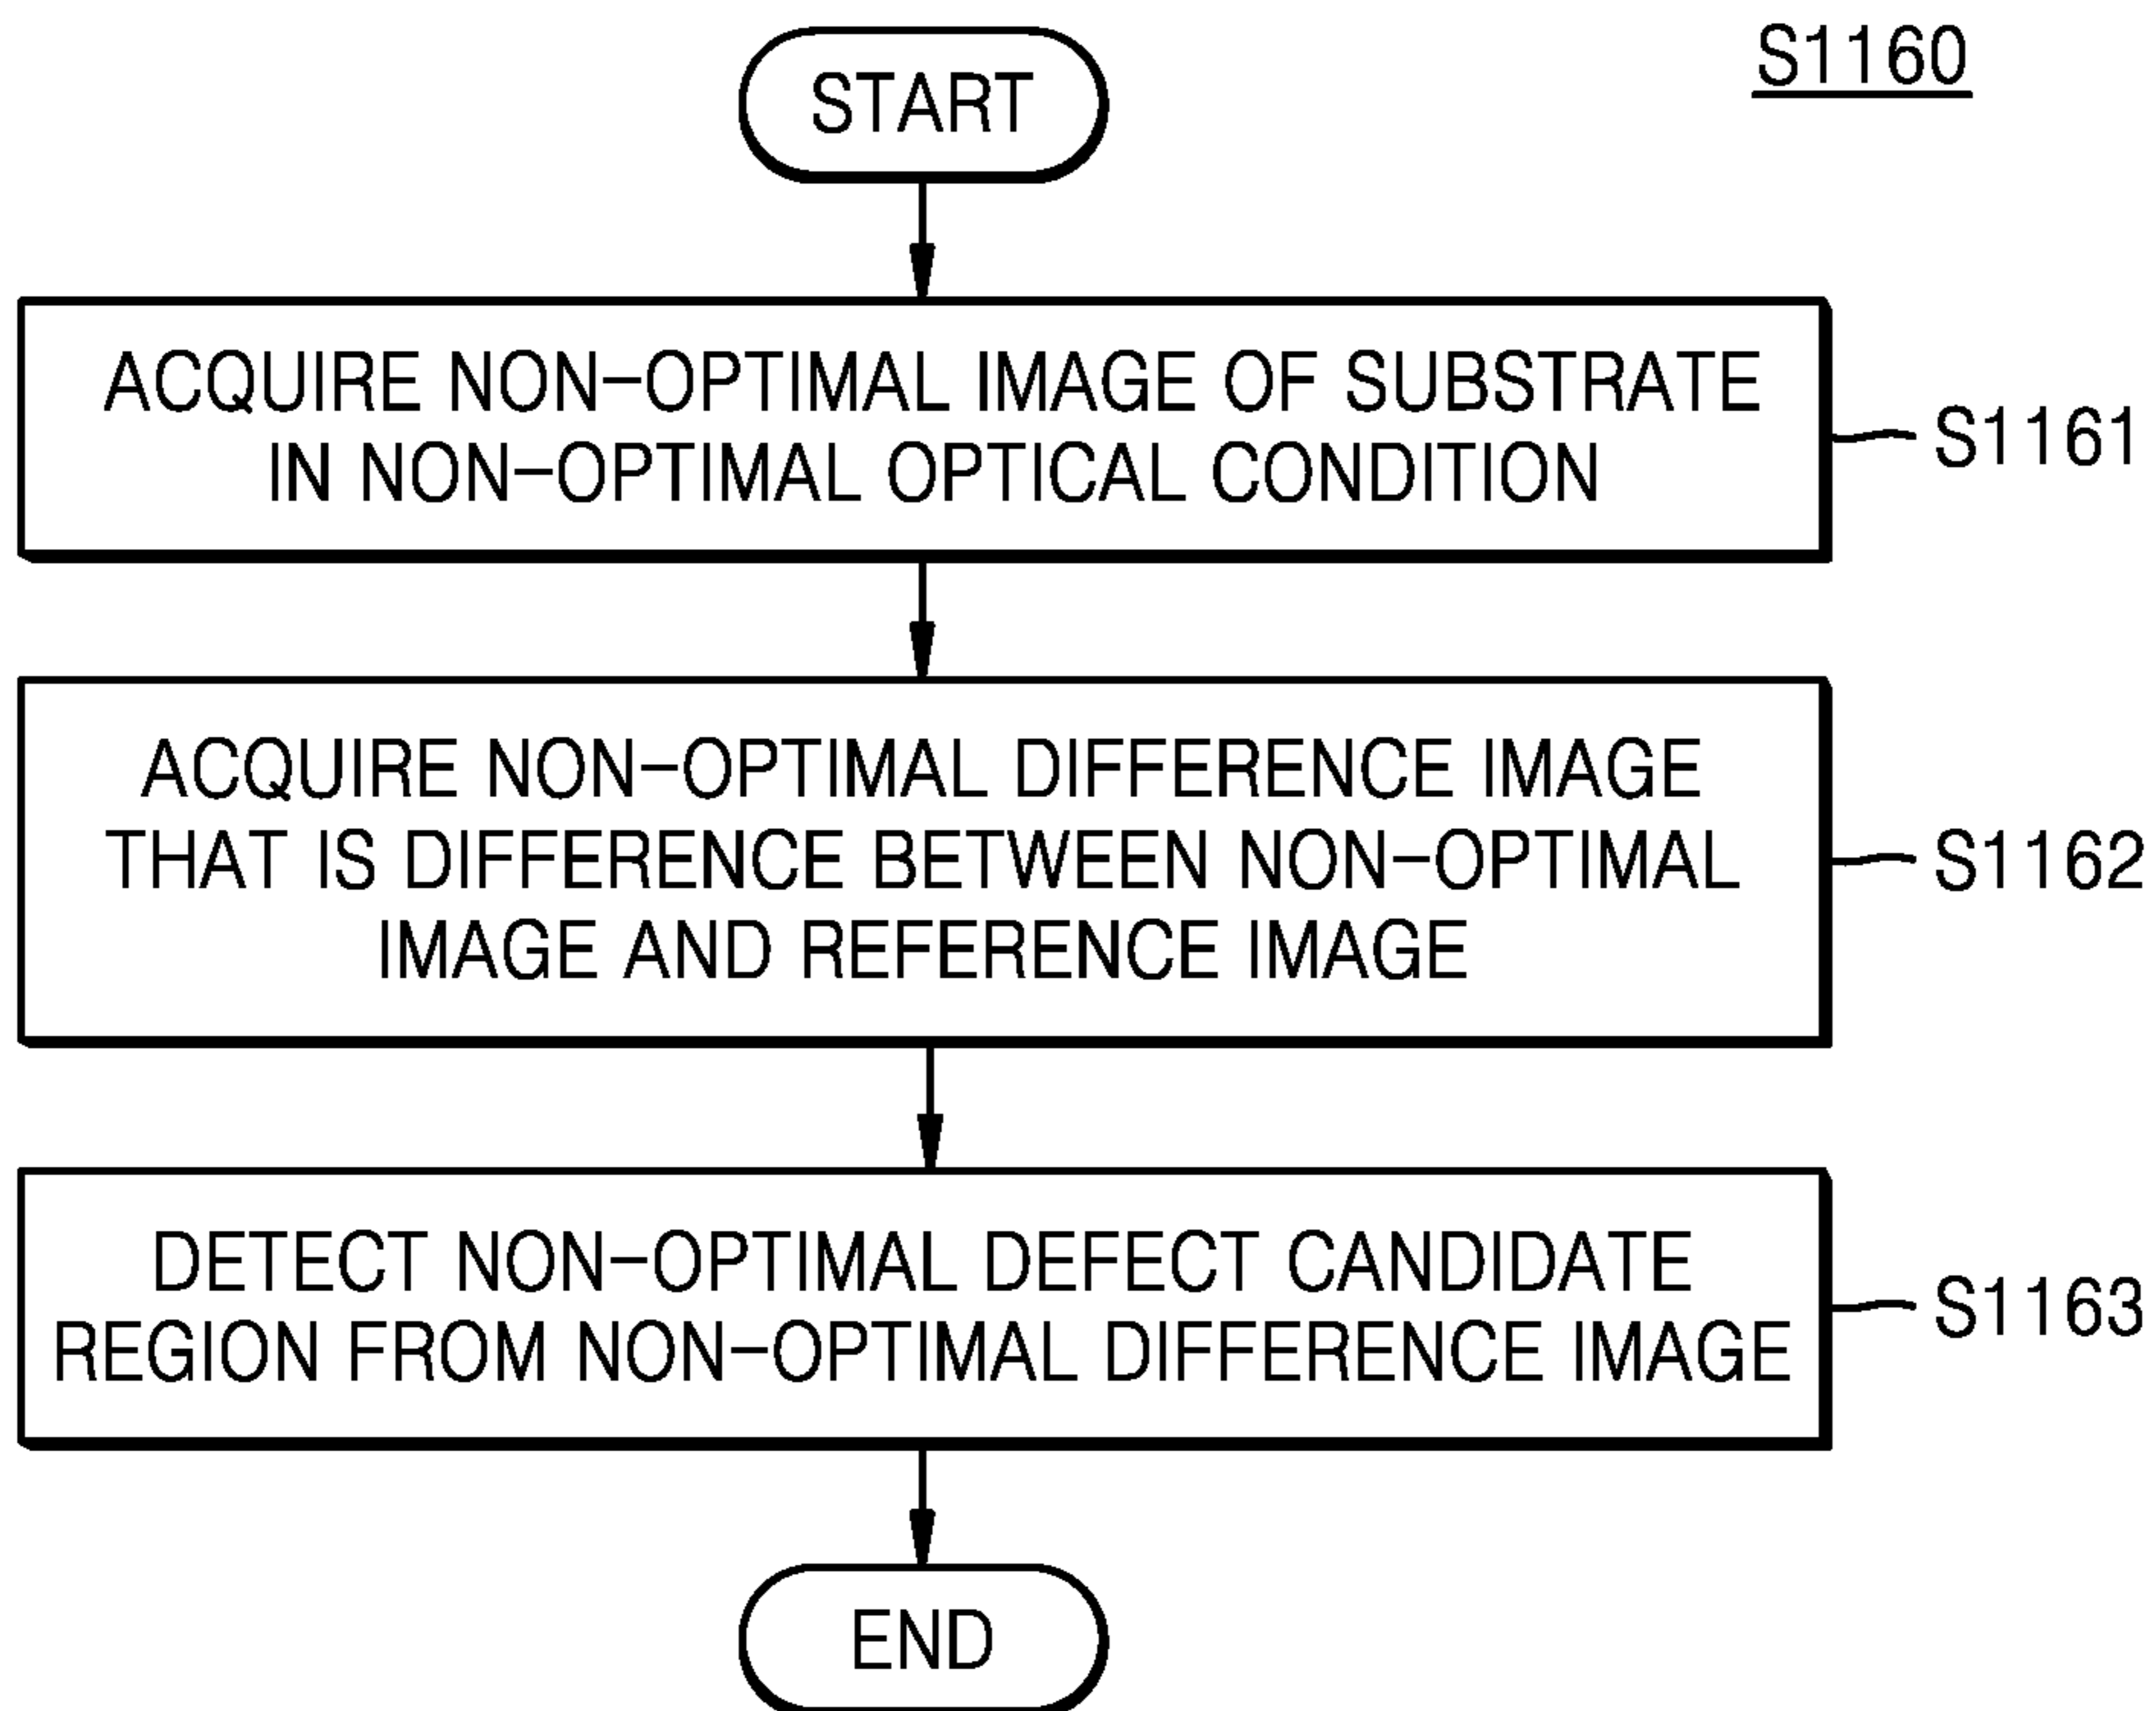 S1160
START
ACQUIRE NON-OPTIMAL IMAGE OF SUBSTRATE
IN NON-OPTIMAL OPTICAL CONDITION
S1161
ACQUIRE NON-OPTIMAL DIFFERENCE IMAGE
THAT IS DIFFERENCE BETWEEN NON-OPTIMAL
IMAGE AND REFERENCE IMAGE
S1162
DETECT NON-OPTIMAL DEFECT CANDIDATE
REGION FROM NON-OPTIMAL DIFFERENCE IMAGE
S1163
END